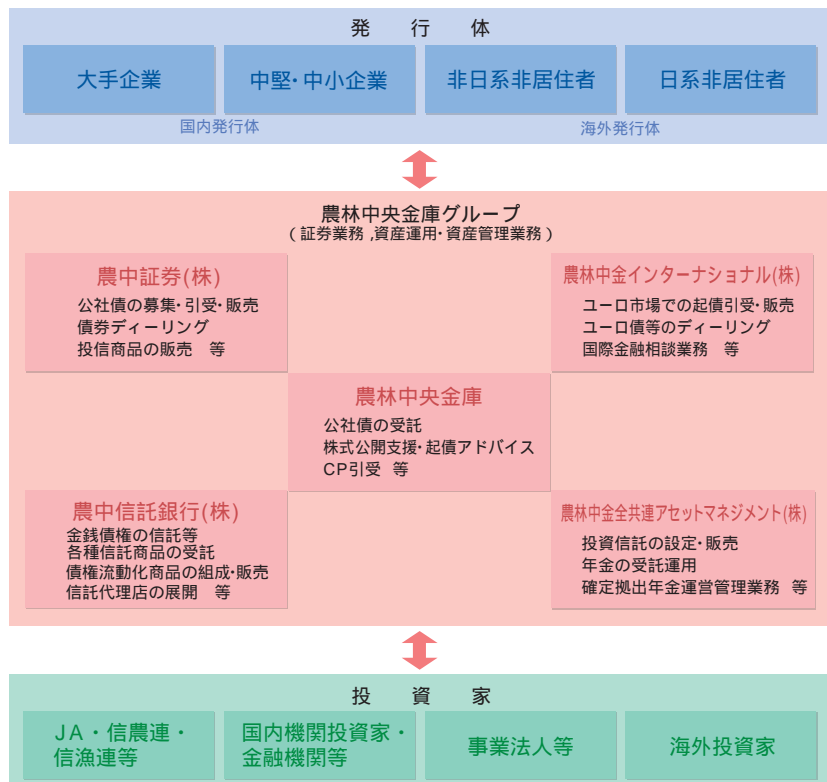 発行体
大手企業
中堅・中小企業
非日系非居住者
日系非居住者
国内発行体
海外発行体
農林中央金庫グループ
(証券業務,資産運用・資産管理業務)
農中証券(株)
公社債の募集・引受・販売
債券ディーリング
投信商品の販売 等
農林中金インターナショナル(株)
ユーロ市場での起債引受・販売
ユーロ債等のディーリング
国際金融相談業務 等
農林中央金庫
公社債の受託
株式公開支援・起債アドバイス
CP引受 等
農中信託銀行(株)
金銭債権の信託等
各種信託商品の受託
債権流動化商品の組成・販売
信託代理店の展開 等
農林中金全共連アセットマネジメント(株)
投資信託の設定・販売
年金の受託運用
確定拠出年金運営管理業務 等
投資家
JA・信農連・
信漁連等
国内機関投資家・
金融機関等
事業法人等
海外投資家